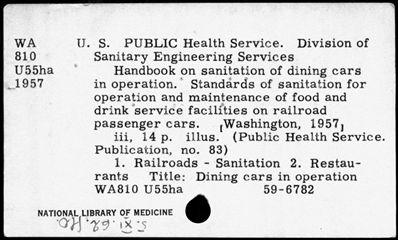 WA U. S. PUBLIC Health Service. Division of
810 Sanitary Engineering Services
U55ha Handbook on sanitation of dining cars
1957 in operation. Standards of sanitation for
operation and maintenance of food and
drink service facilities on railroad
passenger cars. [Washington, 1957]
iii, 14 p. illus. (Public Health Service.
Publication, no. 83)
1. Railroads - Sanitation 2. Restau-
rants Title: Dining cars in operation
WA810 U55ha 59-6782
NATIONAL LIBRARY OF MEDICINE